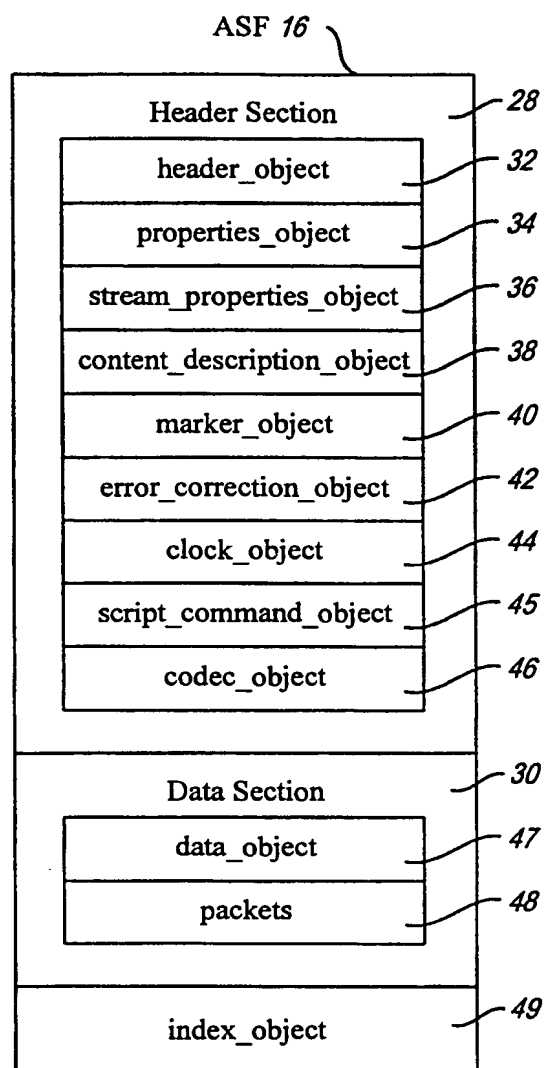 ASF 16
Header Section 28
header_object 32
properties_object 34
stream_properties_object 36
content_description_object 38
marker_object 40
error_correction_object 42
clock_object 44
script_command_object 45
codec_object 46
Data Section 30
data_object 47
packets 48
index_object 49